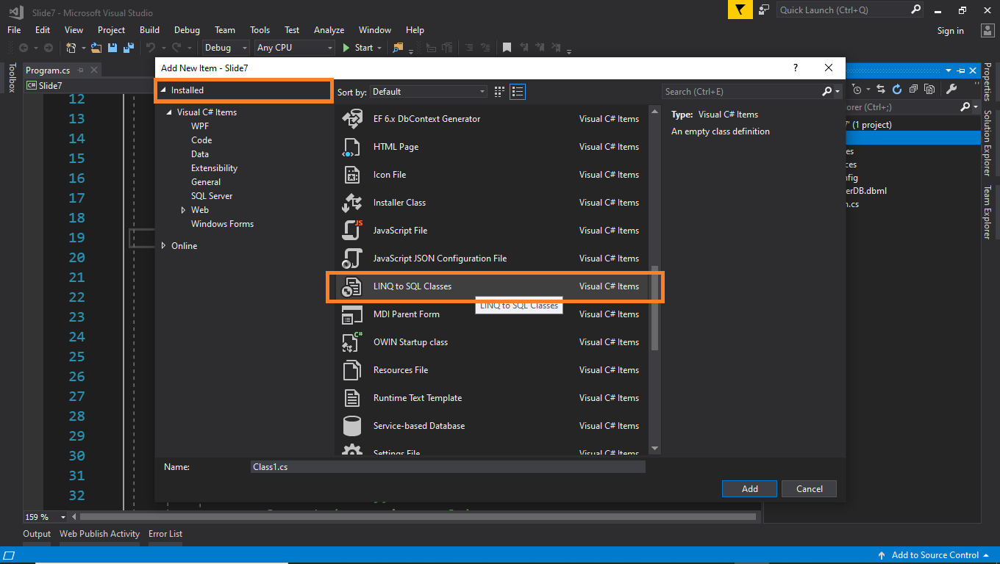 Slide7 - Microsoft Visual Studio
Quick Launch (Ctrl+Q)
File Edit View Project Build Debug Team Tools Test Analyze Window Help
Sign in
Debug Any CPU Start
Toolbox
Program.cs
C# Slide7
12
13
14
15
16
17
18
19
20
21
22
23
24
25
26
27
28
29
30
31
32
159 %
Add New Item - Slide7
?
Installed
Visual C# Items
WPF
Code
Data
Extensibility
General
SQL Server
Web
Windows Forms
Online
Sort by: Default
Search (Ctrl+E)
EF 6.x DbContext Generator Visual C# Items
HTML Page Visual C# Items
Icon File Visual C# Items
Installer Class Visual C# Items
JS
JavaScript File Visual C# Items
JavaScript JSON Configuration File Visual C# Items
LINQ to SQL Classes Visual C# Items
LINQ to SQL Classes
MDI Parent Form Visual C# Items
C#
OWIN Startup class Visual C# Items
Resources File Visual C# Items
Runtime Text Template Visual C# Items
Service-based Database Visual C# Items
Settings File Visual C# Items
Type: Visual C# Items
An empty class definition
Name: Class1.cs
Add Cancel
orer (Ctrl+;)
7' (1 project)
es
ces
fig
erDB.dbml
n.cs
Properties
Solution Explorer
Team Explorer
Output Web Publish Activity Error List
Add to Source Control